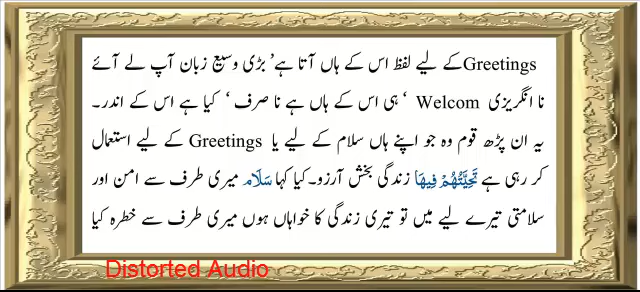 Greetings کے لیے لفظ اس کے ہاں آتا ہے’ بڑی وسیع زبان آپ لے آئے
نا انگریزی Welcom ‘ ہی اس کے ہاں ہے نا صرف ‘ کیا ہے اس کے اندر۔
یہ ان پڑھ قوم وہ جو اپنے ہاں سلام کے لیے یا Greetings کے لیے استعمال
کر رہی ہے تَحِيَّتُهُمْ فِيهَا زندگی بخش آرزو۔ کیا کہا سَلَام میری طرف سے امن اور
سلامتی تیرے لیے میں تو تیری زندگی کا خواہاں ہوں میری طرف سے خطرہ کیا
Distorted Audio